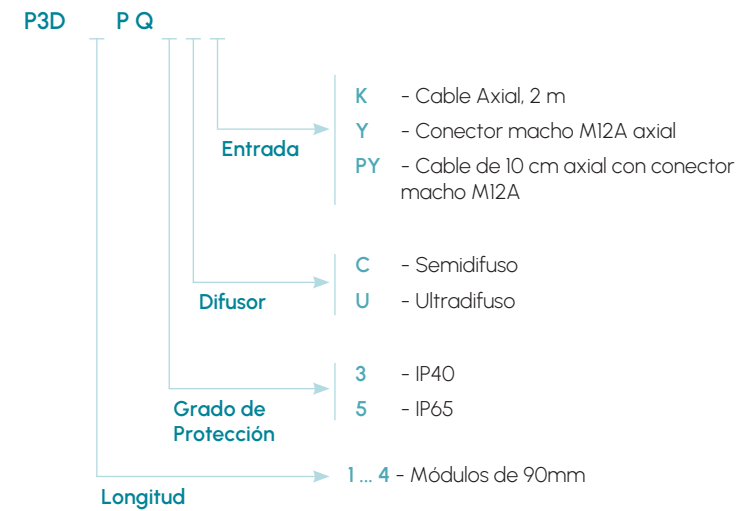 P3D P Q
K - Cable Axial, 2 m
Y - Conector macho M12A axial
Entrada
PY - Cable de 10 cm axial con conector
macho M12A
C - Semidifuso
Difusor
U - Ultradifuso
3 - IP40
Grado de
Protección
5 - IP65
1 ... 4 - Módulos de 90mm
Longitud